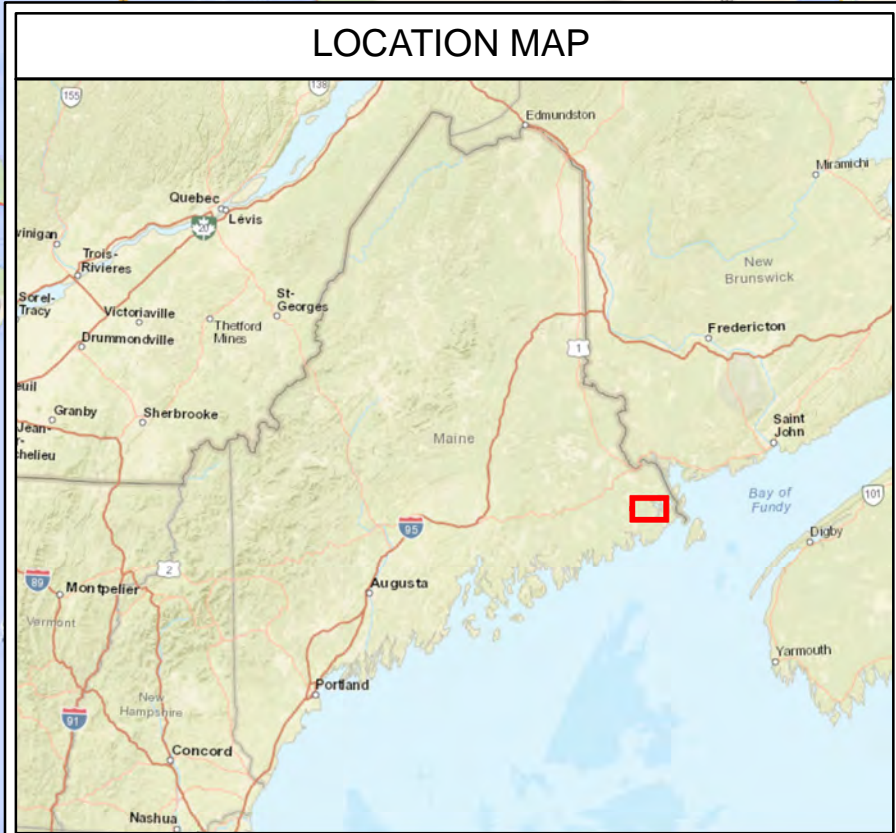 LOCATION MAP
155
138
Edmundston
Miramichi
Quebec
Lévis
20
vinigan
Trois-
Rivieres
New
Brunswick
Sorel-
Tracy
Victoriaville
Thetford
Mines
St-
Georges
Drummondville
Fredericton
1
euil
Granby
Sherbrooke
Jean-
r-
chelieu
Maine
Saint
John
Bay of
Fundy
101
95
Digby
2
89
Montpelier
Augusta
Vermont
Yarmouth
New
Hampshire
Portland
91
Concord
Nashua